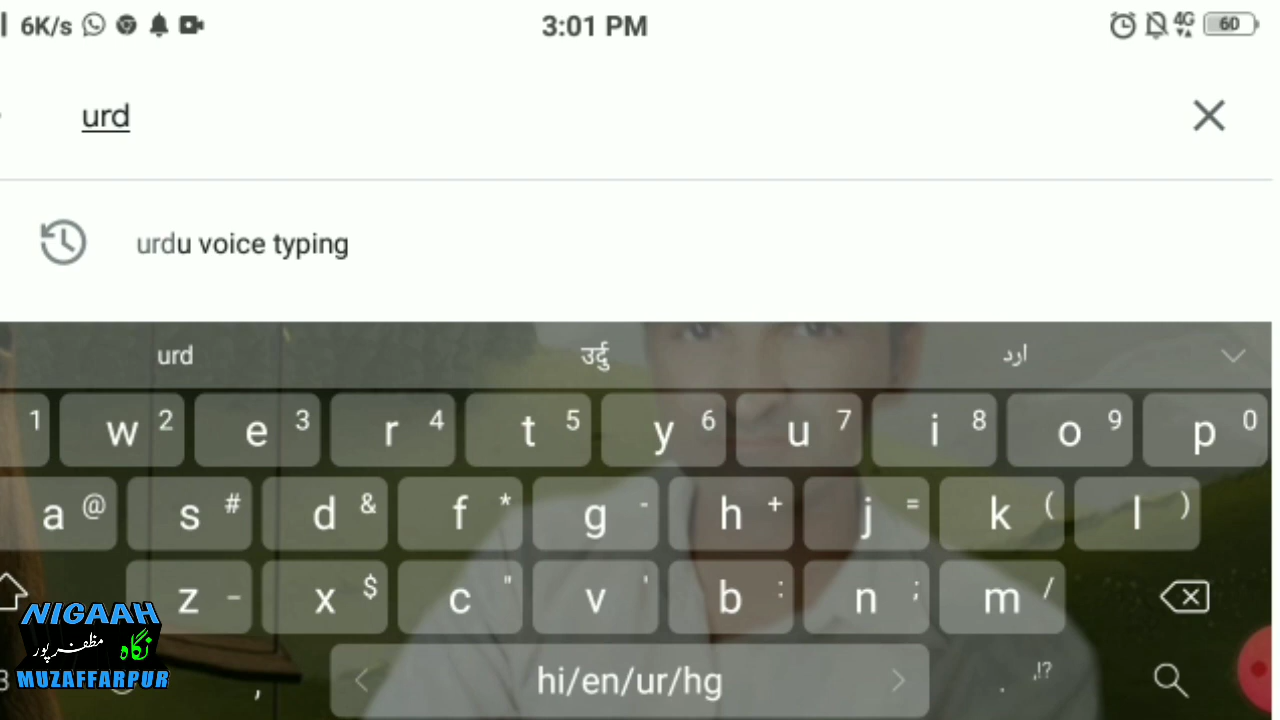 6K/s 3:01 PM 4G 60
urd
urdu voice typing
urd उर्दु ارد
1 w 2 e 3 r 4 t 5 y 6 u 7 i 8 o 9 p 0
a @ s # d & f * g - h + j = k ( l )
z _ x $ c " v ' b : n ; m /
NIGAAH
نگاہ مظفرپور
MUZAFFARPUR
, < hi/en/ur/hg > . ,!?